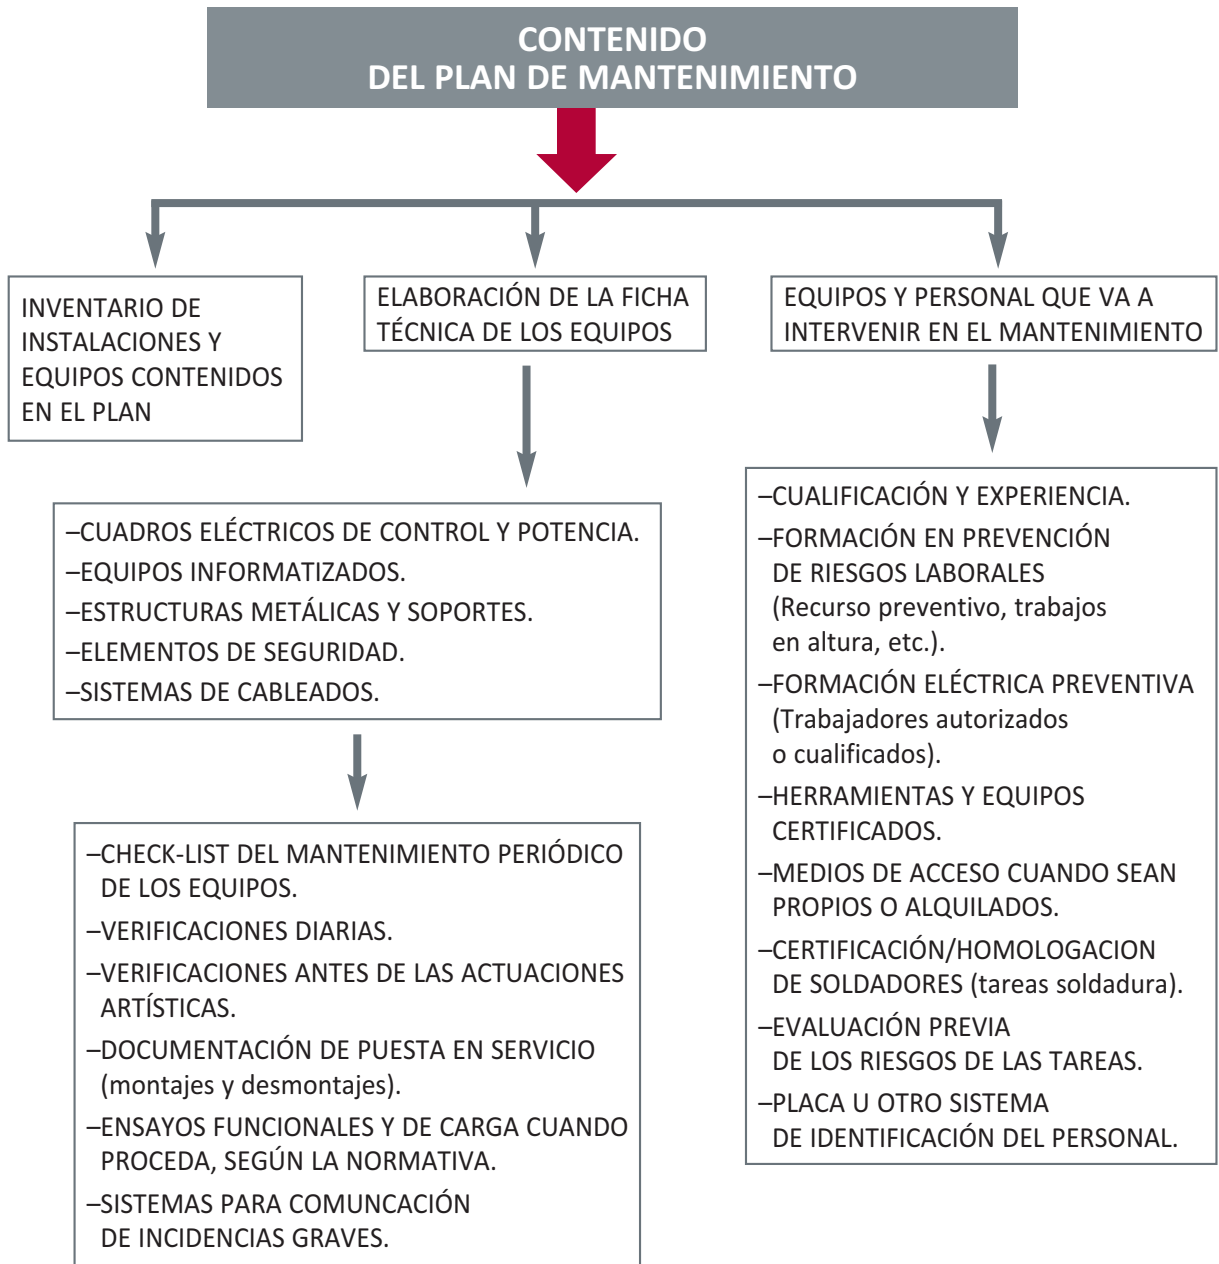 CONTENIDO
DEL PLAN DE MANTENIMIENTO
INVENTARIO DE
INSTALACIONES Y
EQUIPOS CONTENIDOS
EN EL PLAN
ELABORACIÓN DE LA FICHA
TÉCNICA DE LOS EQUIPOS
EQUIPOS Y PERSONAL QUE VA A
INTERVENIR EN EL MANTENIMIENTO
–CUADROS ELÉCTRICOS DE CONTROL Y POTENCIA.
–EQUIPOS INFORMATIZADOS.
–ESTRUCTURAS METÁLICAS Y SOPORTES.
–ELEMENTOS DE SEGURIDAD.
–SISTEMAS DE CABLEADOS.
–CHECK-LIST DEL MANTENIMIENTO PERIÓDICO
DE LOS EQUIPOS.
–VERIFICACIONES DIARIAS.
–VERIFICACIONES ANTES DE LAS ACTUACIONES
ARTÍSTICAS.
–DOCUMENTACIÓN DE PUESTA EN SERVICIO
(montajes y desmontajes).
–ENSAYOS FUNCIONALES Y DE CARGA CUANDO
PROCEDA, SEGÚN LA NORMATIVA.
–SISTEMAS PARA COMUNCACIÓN
DE INCIDENCIAS GRAVES.
–CUALIFICACIÓN Y EXPERIENCIA.
–FORMACIÓN EN PREVENCIÓN
DE RIESGOS LABORALES
(Recurso preventivo, trabajos
en altura, etc.).
–FORMACIÓN ELÉCTRICA PREVENTIVA
(Trabajadores autorizados
o cualificados).
–HERRAMIENTAS Y EQUIPOS
CERTIFICADOS.
–MEDIOS DE ACCESO CUANDO SEAN
PROPIOS O ALQUILADOS.
–CERTIFICACIÓN/HOMOLOGACION
DE SOLDADORES (tareas soldadura).
–EVALUACIÓN PREVIA
DE LOS RIESGOS DE LAS TAREAS.
–PLACA U OTRO SISTEMA
DE IDENTIFICACIÓN DEL PERSONAL.